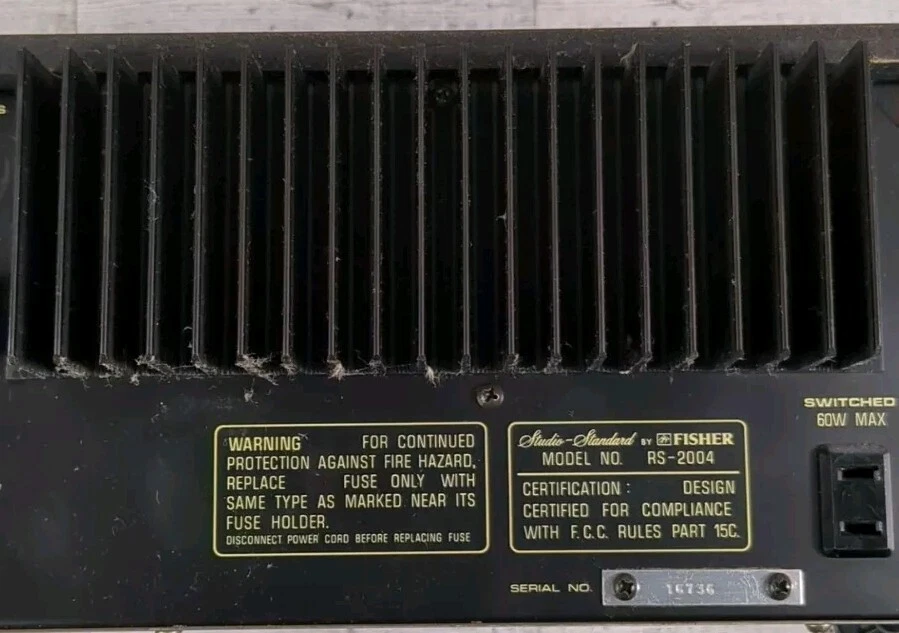 SWITCHED
60W MAX
WARNING FOR CONTINUED
PROTECTION AGAINST FIRE HAZARD,
REPLACE FUSE ONLY WITH
SAME TYPE AS MARKED NEAR ITS
FUSE HOLDER.
DISCONNECT POWER CORD BEFORE REPLACING FUSE
Studio-Standard BY FISHER
MODEL NO. RS-2004
CERTIFICATION: DESIGN
CERTIFIED FOR COMPLIANCE
WITH F.C.C. RULES PART 15C.
SERIAL NO. 16736